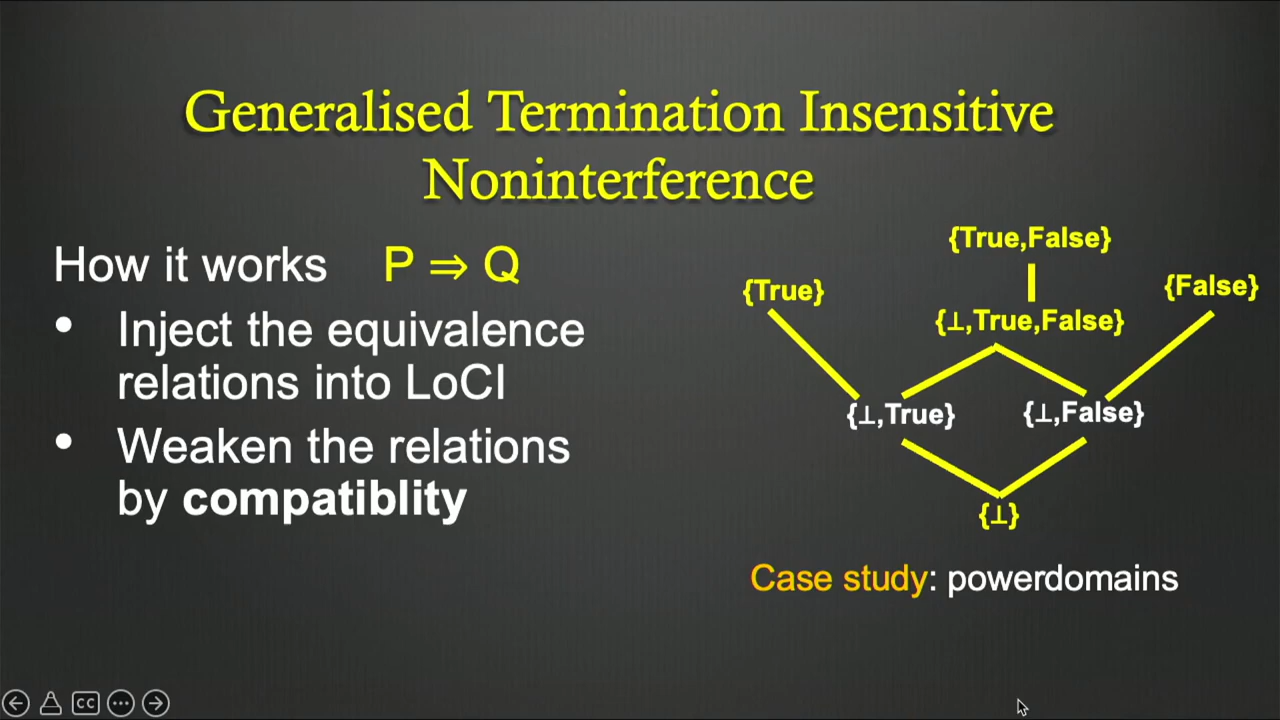 Generalised Termination Insensitive
Noninterference
How it works P ⇒ Q
• Inject the equivalence
relations into LoCI
• Weaken the relations
by compatiblity
{True,False}
{True}
{False}
{⊥,True,False}
{⊥,True}
{⊥,False}
{⊥}
Case study: powerdomains
CC